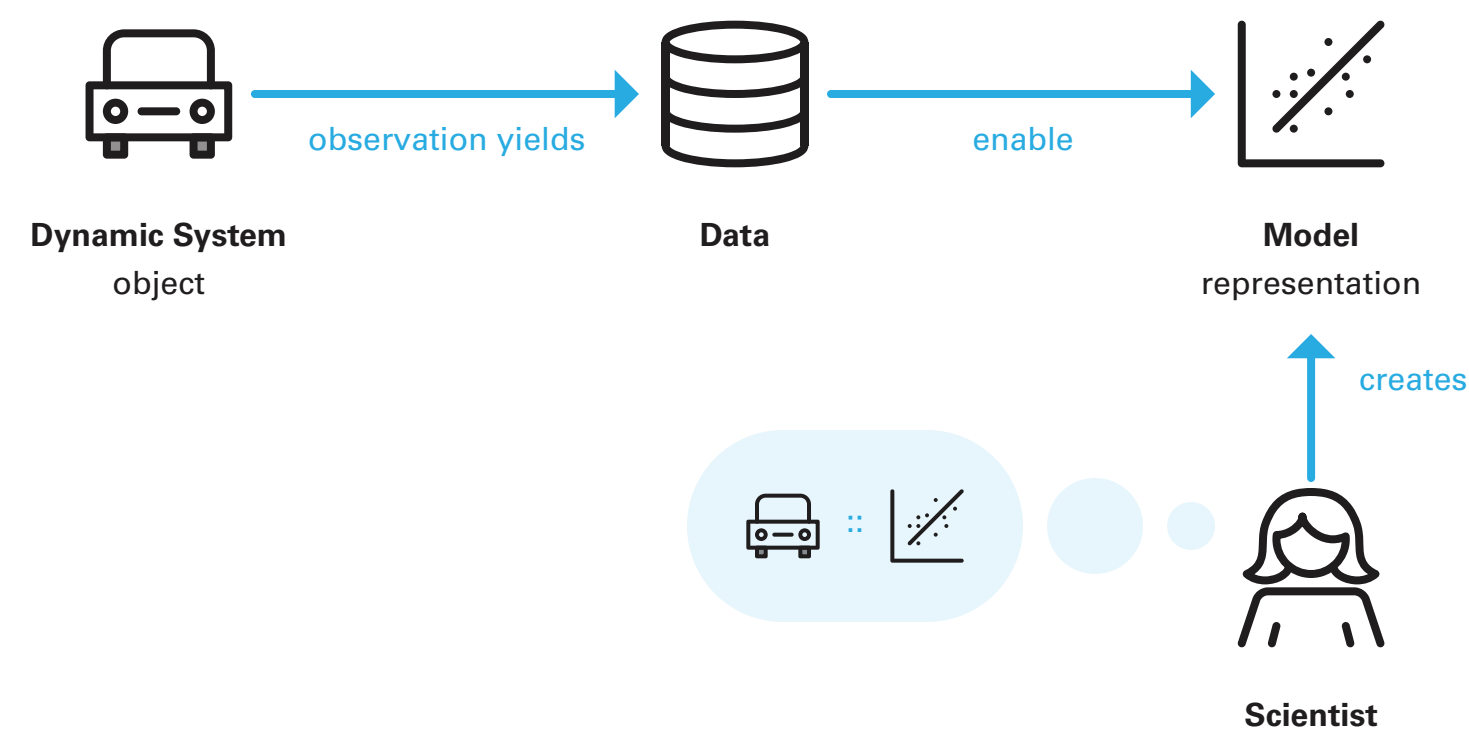 observation yields
enable
Dynamic System
object
Data
Model
representation
creates
::
Scientist